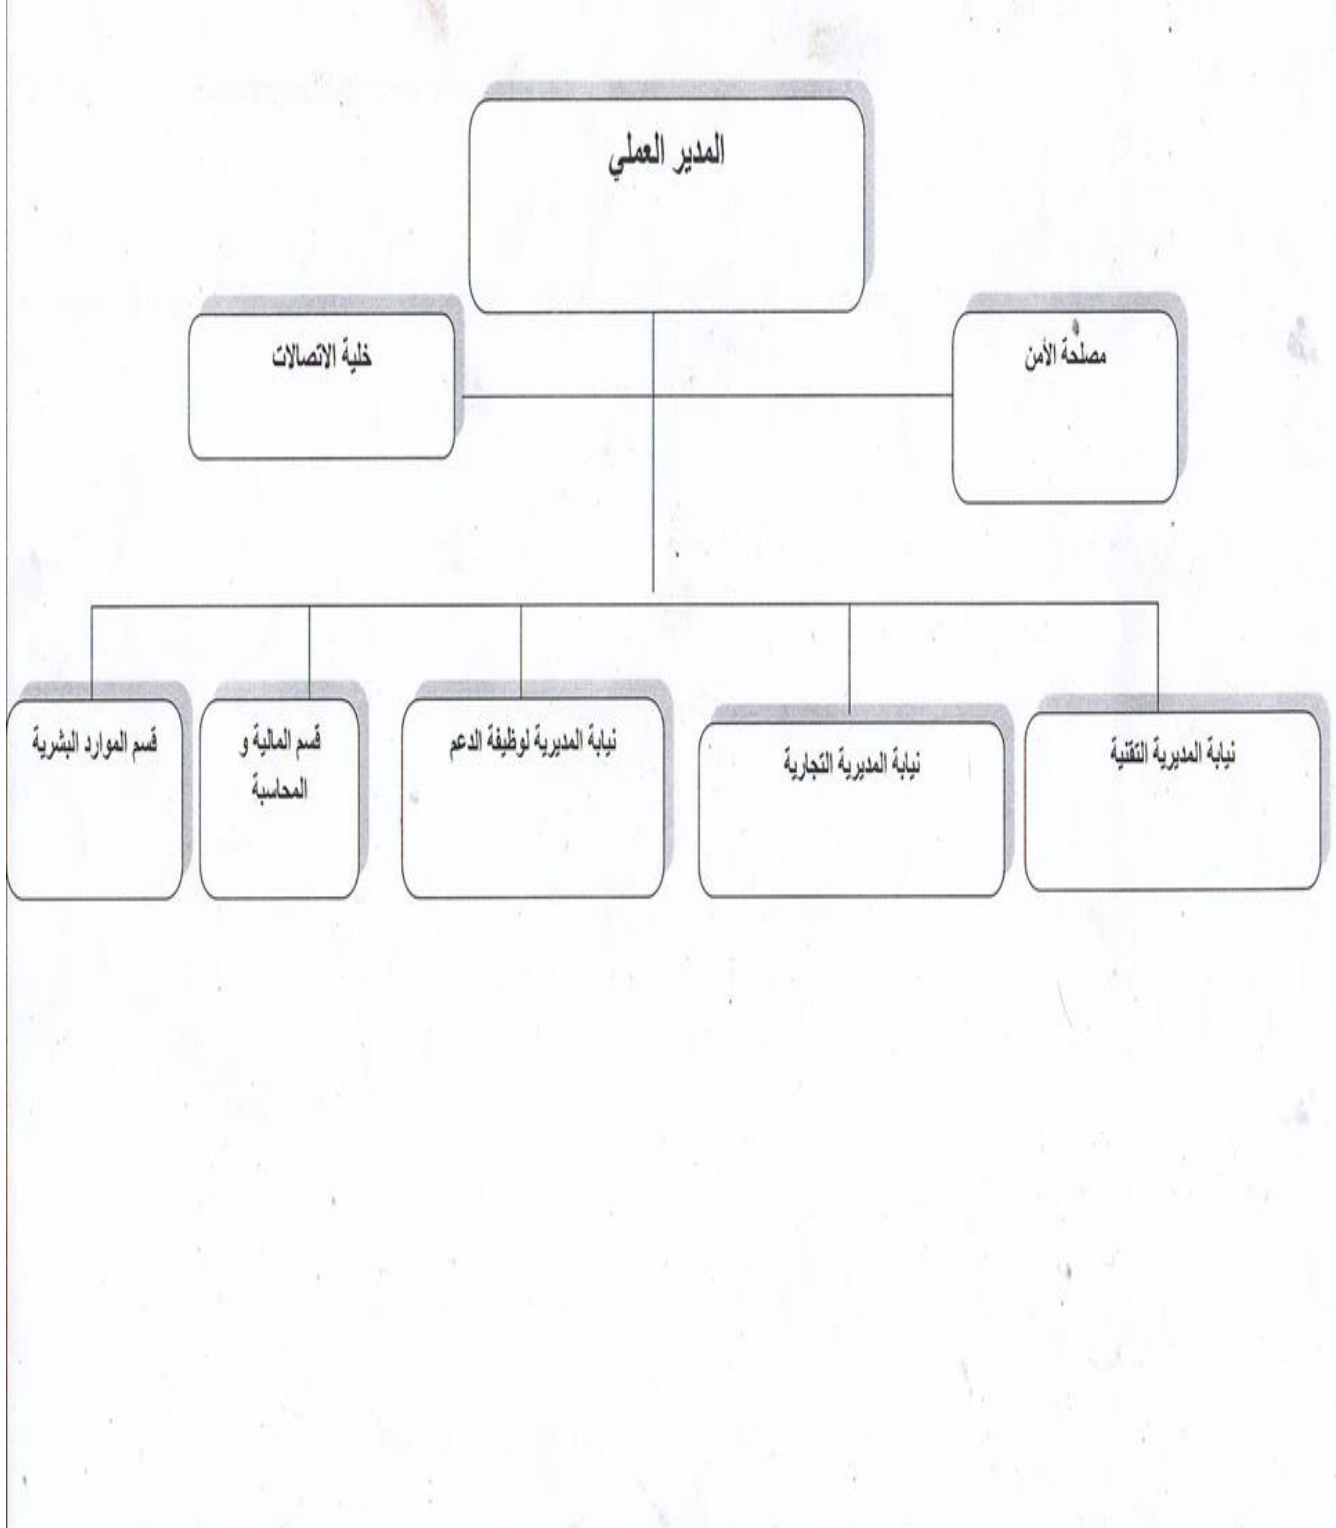 المدير العملي
مصلحة الأمن
خلية الاتصالات
نيابة المديرية التقنية
نيابة المديرية التجارية
نيابة المديرية لوظيفة الدعم
قسم المالية و
المحاسبة
قسم الموارد البشرية